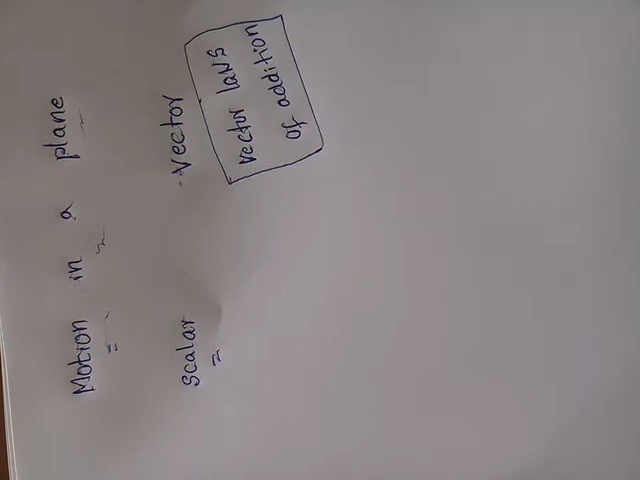 Motion in a plane
Scalar Vector
vector laws
of addition